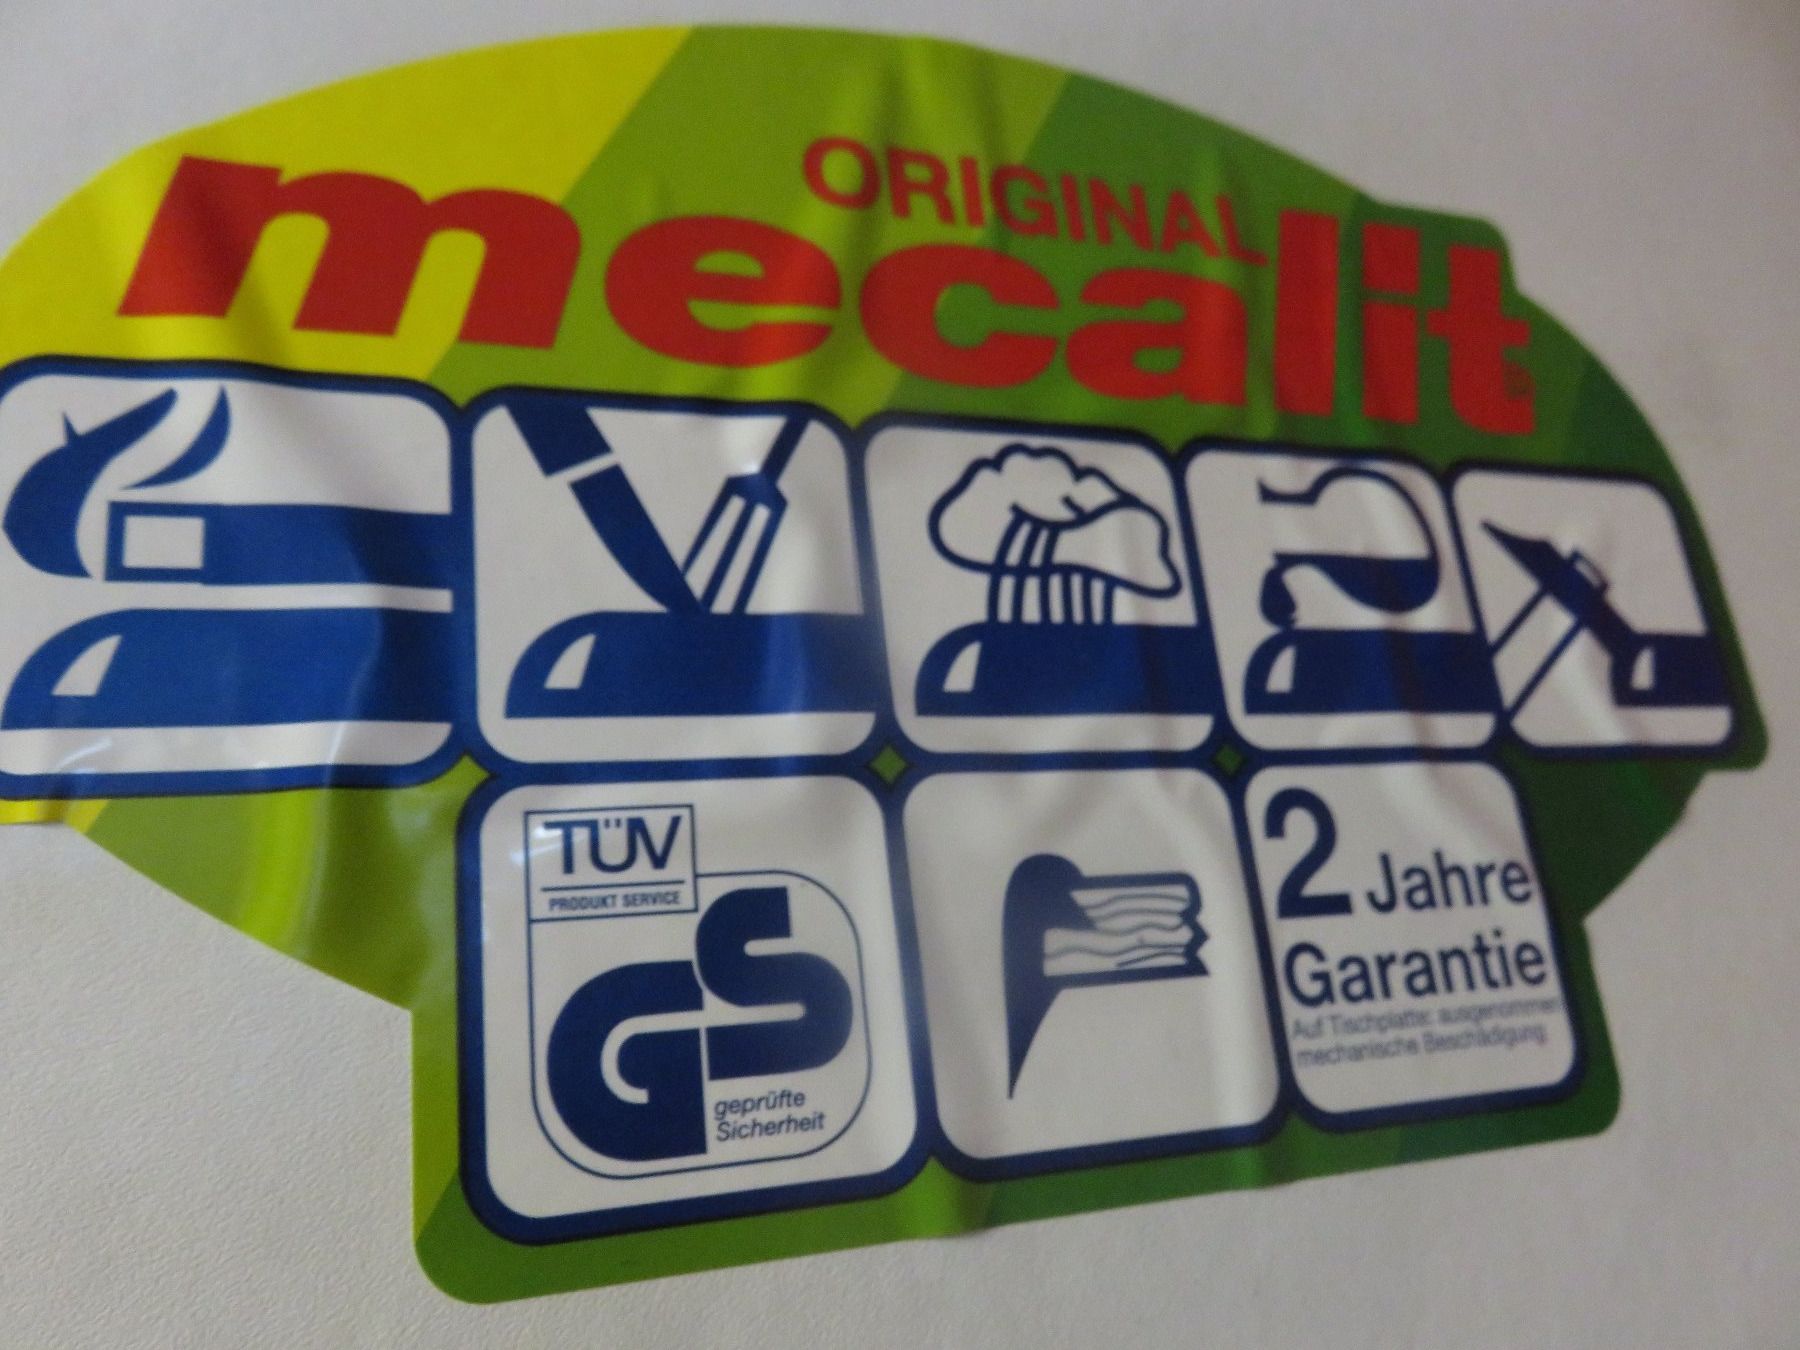 ORIGINAL
mecalit
TÜV
PRODUKT SERVICE
GS
geprüfte
Sicherheit
2 Jahre
Garantie
Auf Tischplatte; ausgenommen
mechanische Beschädigung.